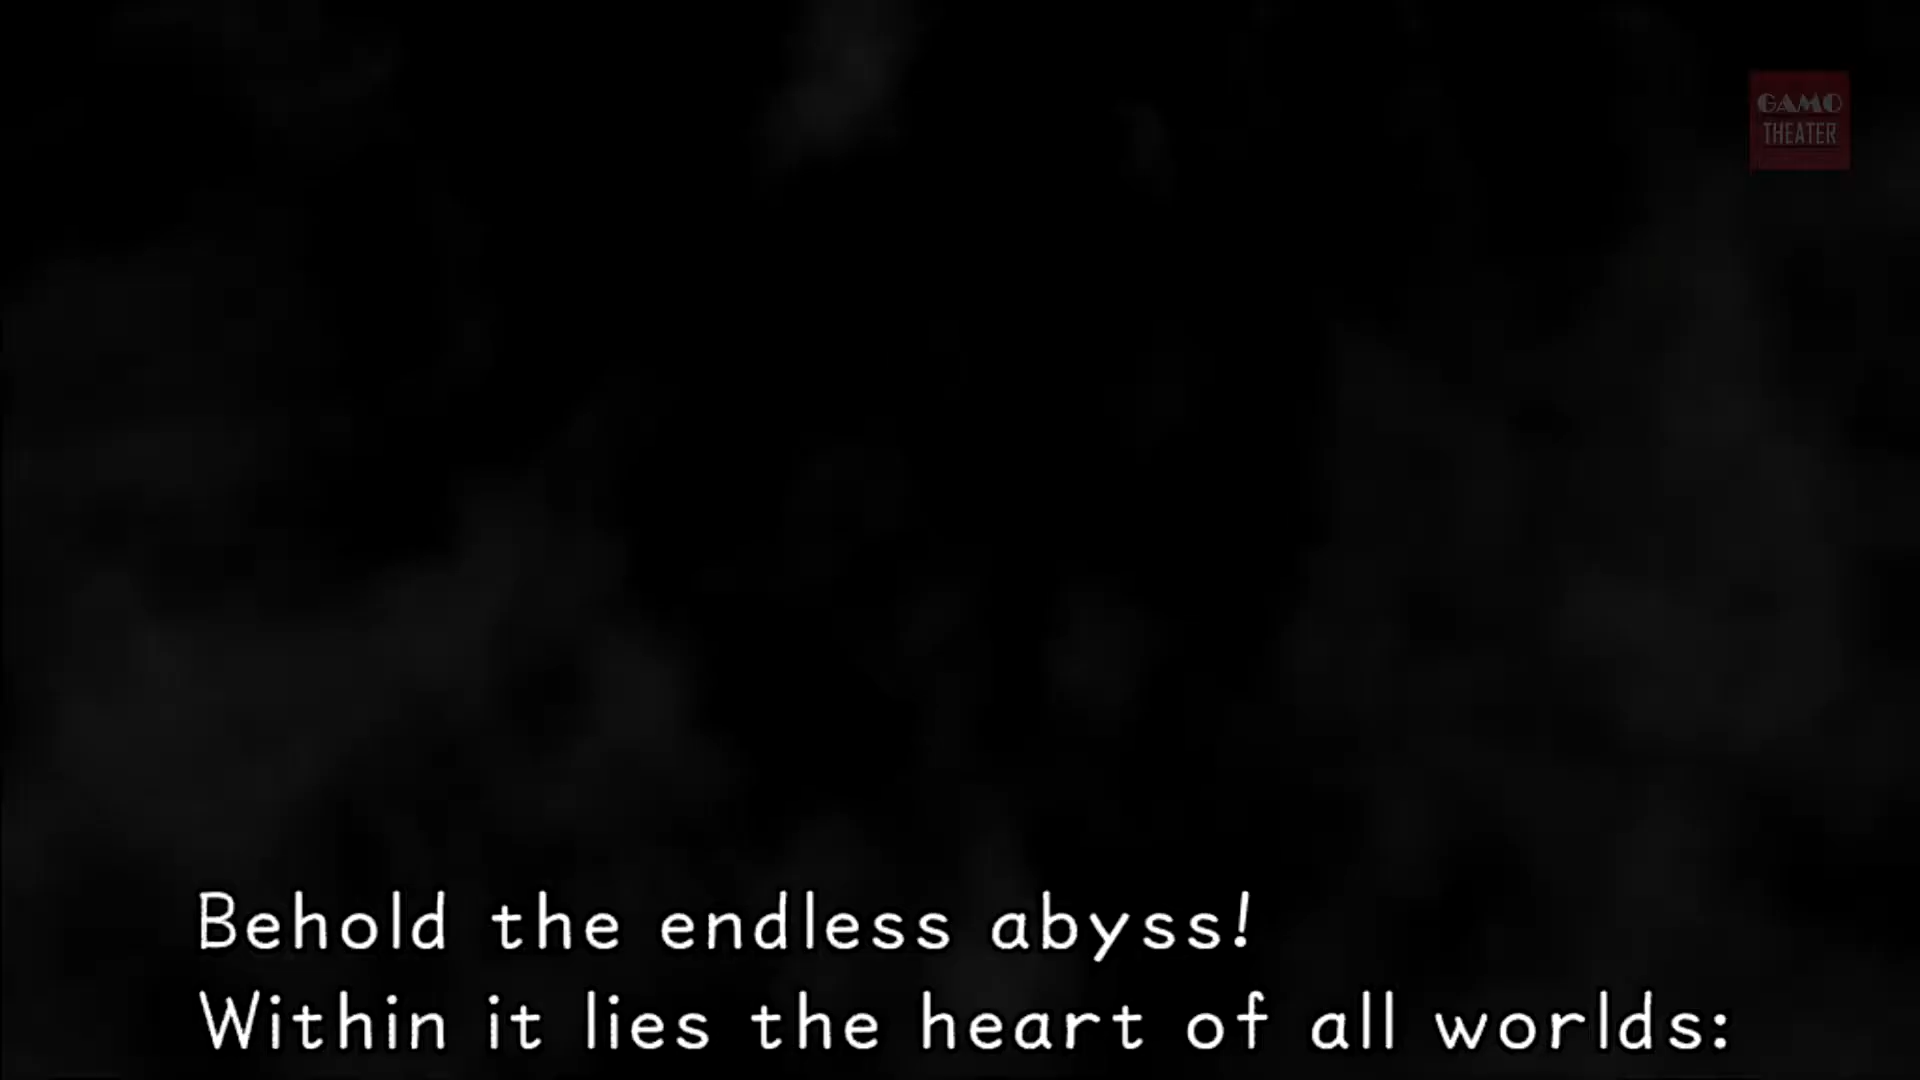 GAMO
THEATER
Behold the endless abyss!
Within it lies the heart of all worlds: